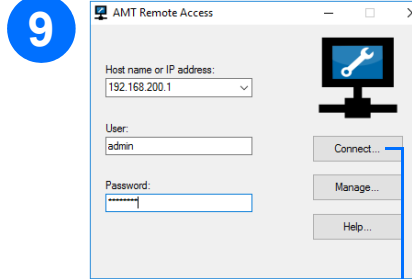 9
AMT Remote Access
Host name or IP address:
192.168.200.1
User:
admin
Connect...
Password:
********
Manage...
Help...